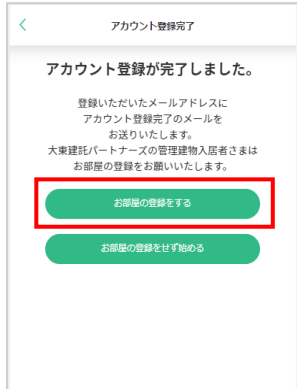 アカウント登録完了
アカウント登録が完了しました。
登録いただいたメールアドレスに
アカウント登録完了のメールを
お送りいたします。
大東建託パートナーズの管理建物入居者さまは
お部屋の登録をお願いいたします。
お部屋の登録をする
お部屋の登録をせず始める